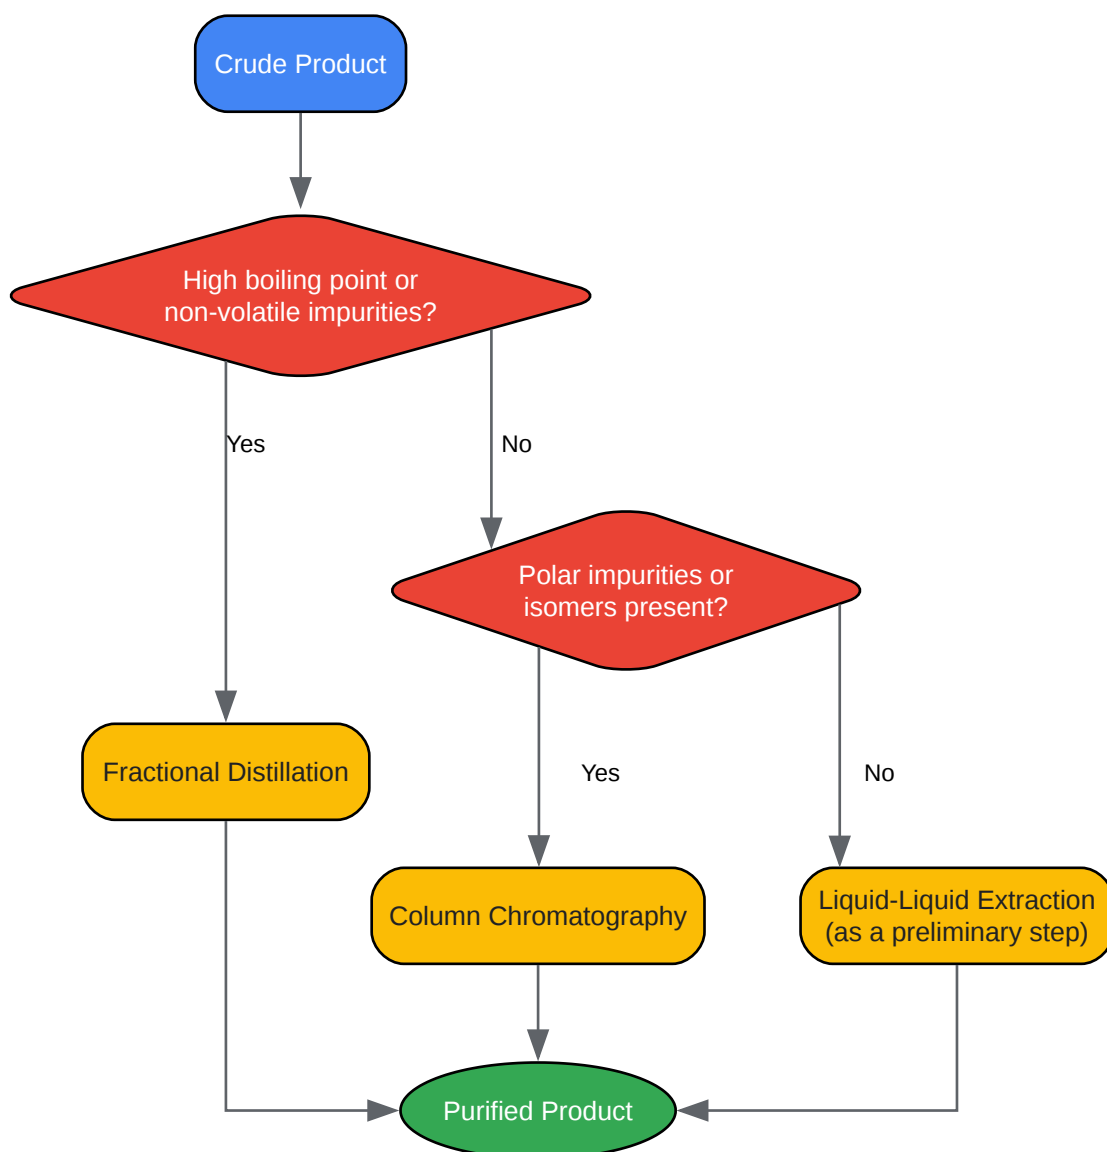 Crude Product
High boiling point or
non-volatile impurities?
Yes
No
Polar impurities or
isomers present?
Fractional Distillation
Yes
No
Column Chromatography
Liquid-Liquid Extraction
(as a preliminary step)
Purified Product